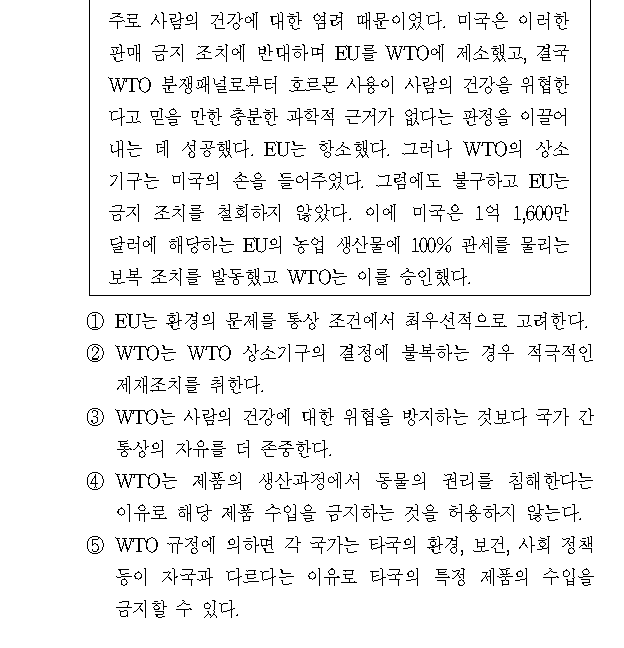 주로 사람의 건강에 대한 염려 때문이었다. 미국은 이러한
판매 금지 조치에 반대하며 EU를 WTO에 제소했고, 결국
WTO 분쟁패널로부터 호르몬 사용이 사람의 건강을 위협한
다고 믿을 만한 충분한 과학적 근거가 없다는 판정을 이끌어
내는 데 성공했다. EU는 항소했다. 그러나 WTO의 상소
기구는 미국의 손을 들어주었다. 그럼에도 불구하고 EU는
금지 조치를 철회하지 않았다. 이에 미국은 1억 1,600만
달러에 해당하는 EU의 농업 생산물에 100% 관세를 물리는
보복 조치를 발동했고 WTO는 이를 승인했다.
① EU는 환경의 문제를 통상 조건에서 최우선적으로 고려한다.
② WTO는 WTO 상소기구의 결정에 불복하는 경우 적극적인
제재조치를 취한다.
③ WTO는 사람의 건강에 대한 위협을 방지하는 것보다 국가 간
통상의 자유를 더 존중한다.
④ WTO는 제품의 생산과정에서 동물의 권리를 침해한다는
이유로 해당 제품 수입을 금지하는 것을 허용하지 않는다.
⑤ WTO 규정에 의하면 각 국가는 타국의 환경, 보건, 사회 정책
등이 자국과 다르다는 이유로 타국의 특정 제품의 수입을
금지할 수 있다.